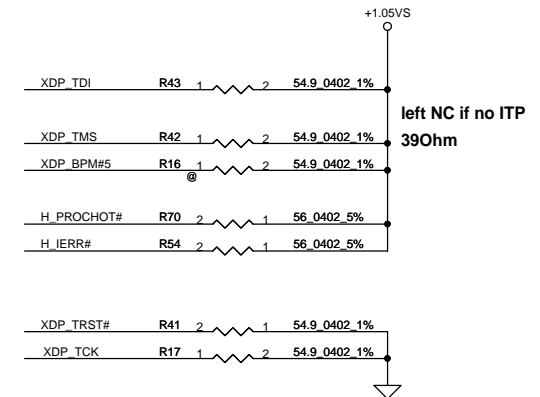 +1.05VS
XDP_TDI R43 1 2 54.9_0402_1%
left NC if no ITP
39Ohm
XDP_TMS R42 1 2 54.9_0402_1%
XDP_BPM#5 R16 1 2 54.9_0402_1%
@
H_PROCHOT# R70 2 1 56_0402_5%
H_IERR# R54 2 1 56_0402_5%
XDP_TRST# R41 2 1 54.9_0402_1%
XDP_TCK R17 1 2 54.9_0402_1%